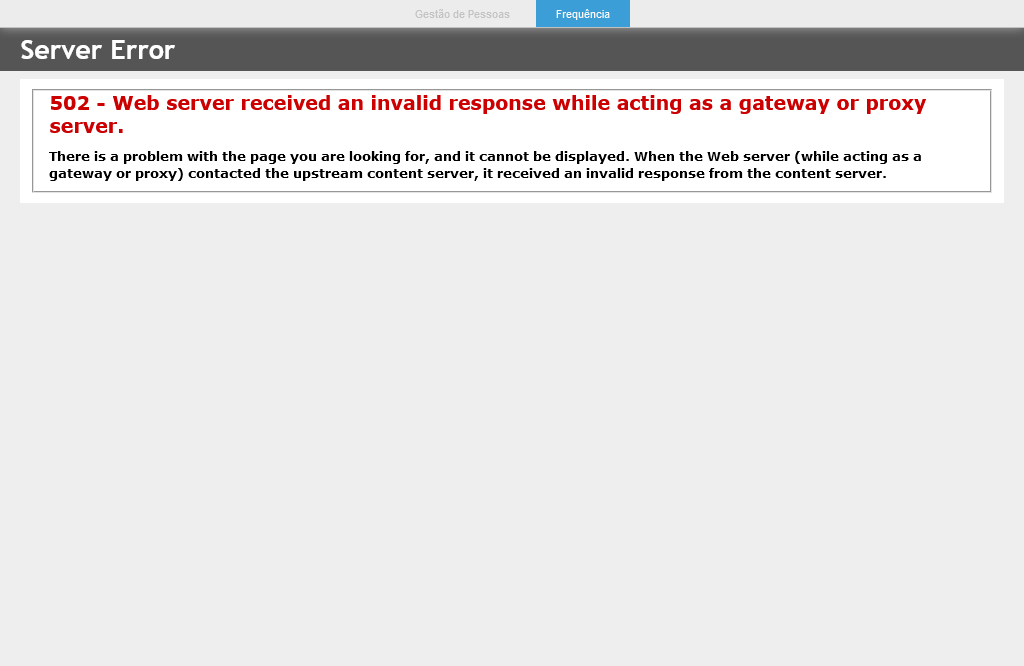 Gestão de Pessoas
Frequência
Server Error
502 - Web server received an invalid response while acting as a gateway or proxy
server.
There is a problem with the page you are looking for, and it cannot be displayed. When the Web server (while acting as a
gateway or proxy) contacted the upstream content server, it received an invalid response from the content server.